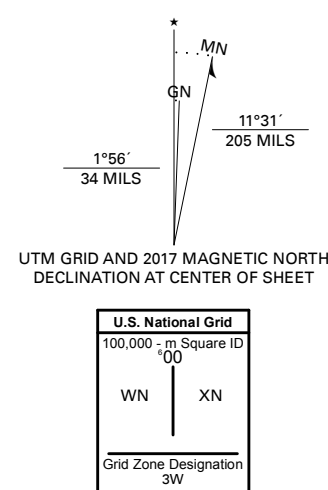 ★
MN
GN
11°31´
205 MILS
1°56´
34 MILS
UTM GRID AND 2017 MAGNETIC NORTH
DECLINATION AT CENTER OF SHEET
U.S. National Grid
100,000 - m Square ID
⁶00
WN XN
Grid Zone Designation
3W